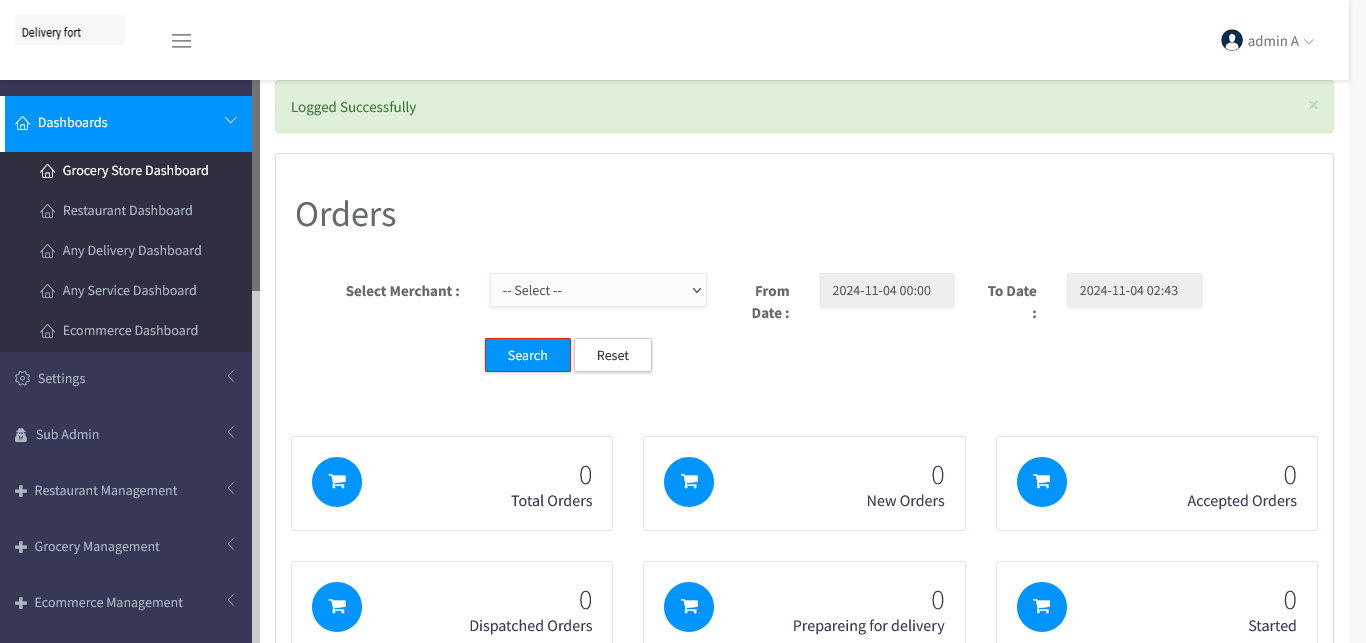 Delivery fort
admin A
Dashboards
Grocery Store Dashboard
Restaurant Dashboard
Any Delivery Dashboard
Any Service Dashboard
Ecommerce Dashboard
Settings
Sub Admin
Restaurant Management
Grocery Management
Ecommerce Management
Logged Successfully
×
Orders
Select Merchant :
-- Select --
From
Date :
2024-11-04 00:00
To Date
:
2024-11-04 02:43
Search
Reset
0
Total Orders
0
New Orders
0
Accepted Orders
0
Dispatched Orders
0
Prepareing for delivery
0
Started